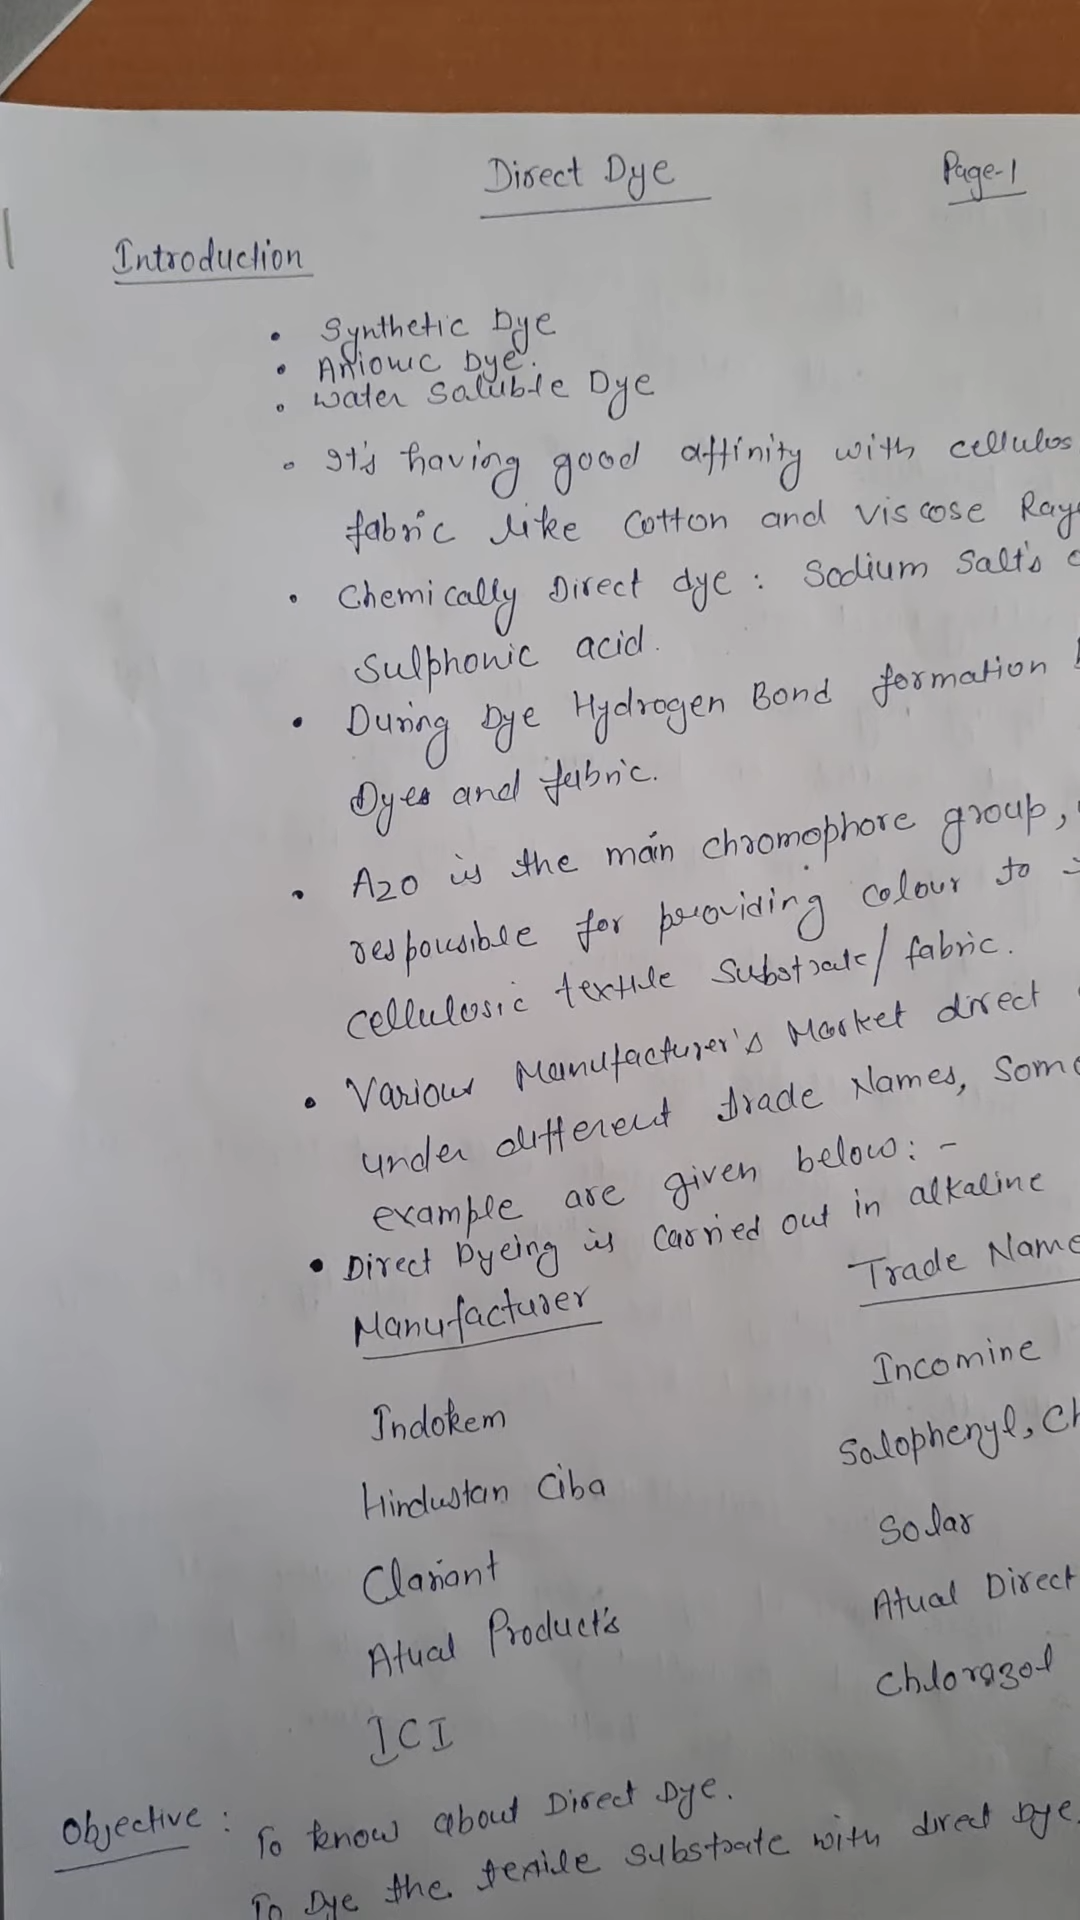 Direct Dye
Page-1
Introduction
• Synthetic Dye
• Anionic Dye.
• Water Saluble Dye
• It's having good affinity with cellulos
fabric like Cotton and viscose Ray
• Chemically Direct dye : Sodium Salt's
Sulphonic acid.
• During Dye Hydrogen Bond formation
Dyes and fabric.
• Azo is the main chromophore group,
responsible for providing colour to
cellulosic textile Substrate/fabric.
• Various Manufacturer's Market direct
under different trade Names, Some
example are given below: -
• Direct Dyeing is Carried out in alkaline
Manufacturer Trade Name
Indokem Incomine
Hindustan Ciba Solophenyl, Ch
Clariant Solar
Atual Product's Atual Direct
ICI Chlorazol
Objective : To know about Direct Dye.
To Dye the textile substrate with direct Dye.